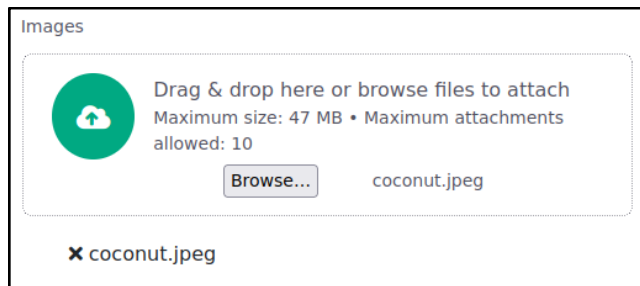 Images
Drag & drop here or browse files to attach
Maximum size: 47 MB • Maximum attachments
allowed: 10
Browse... coconut.jpeg
✖ coconut.jpeg